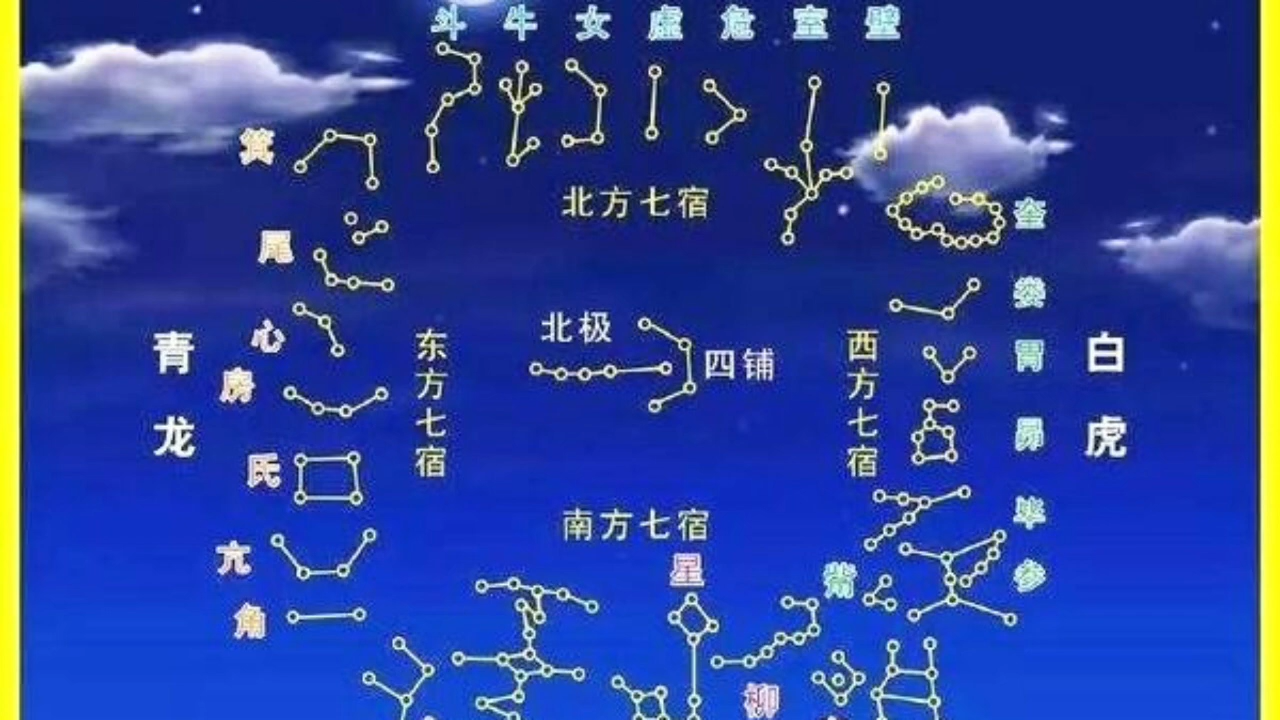 斗 牛 女 虚 危 室 壁
箕
北方七宿
奎
尾
娄
心
北极
青龙
东方七宿
四铺
西方七宿
胃
白虎
房
昴
氐
毕
南方七宿
亢
星
觜
参
角
柳